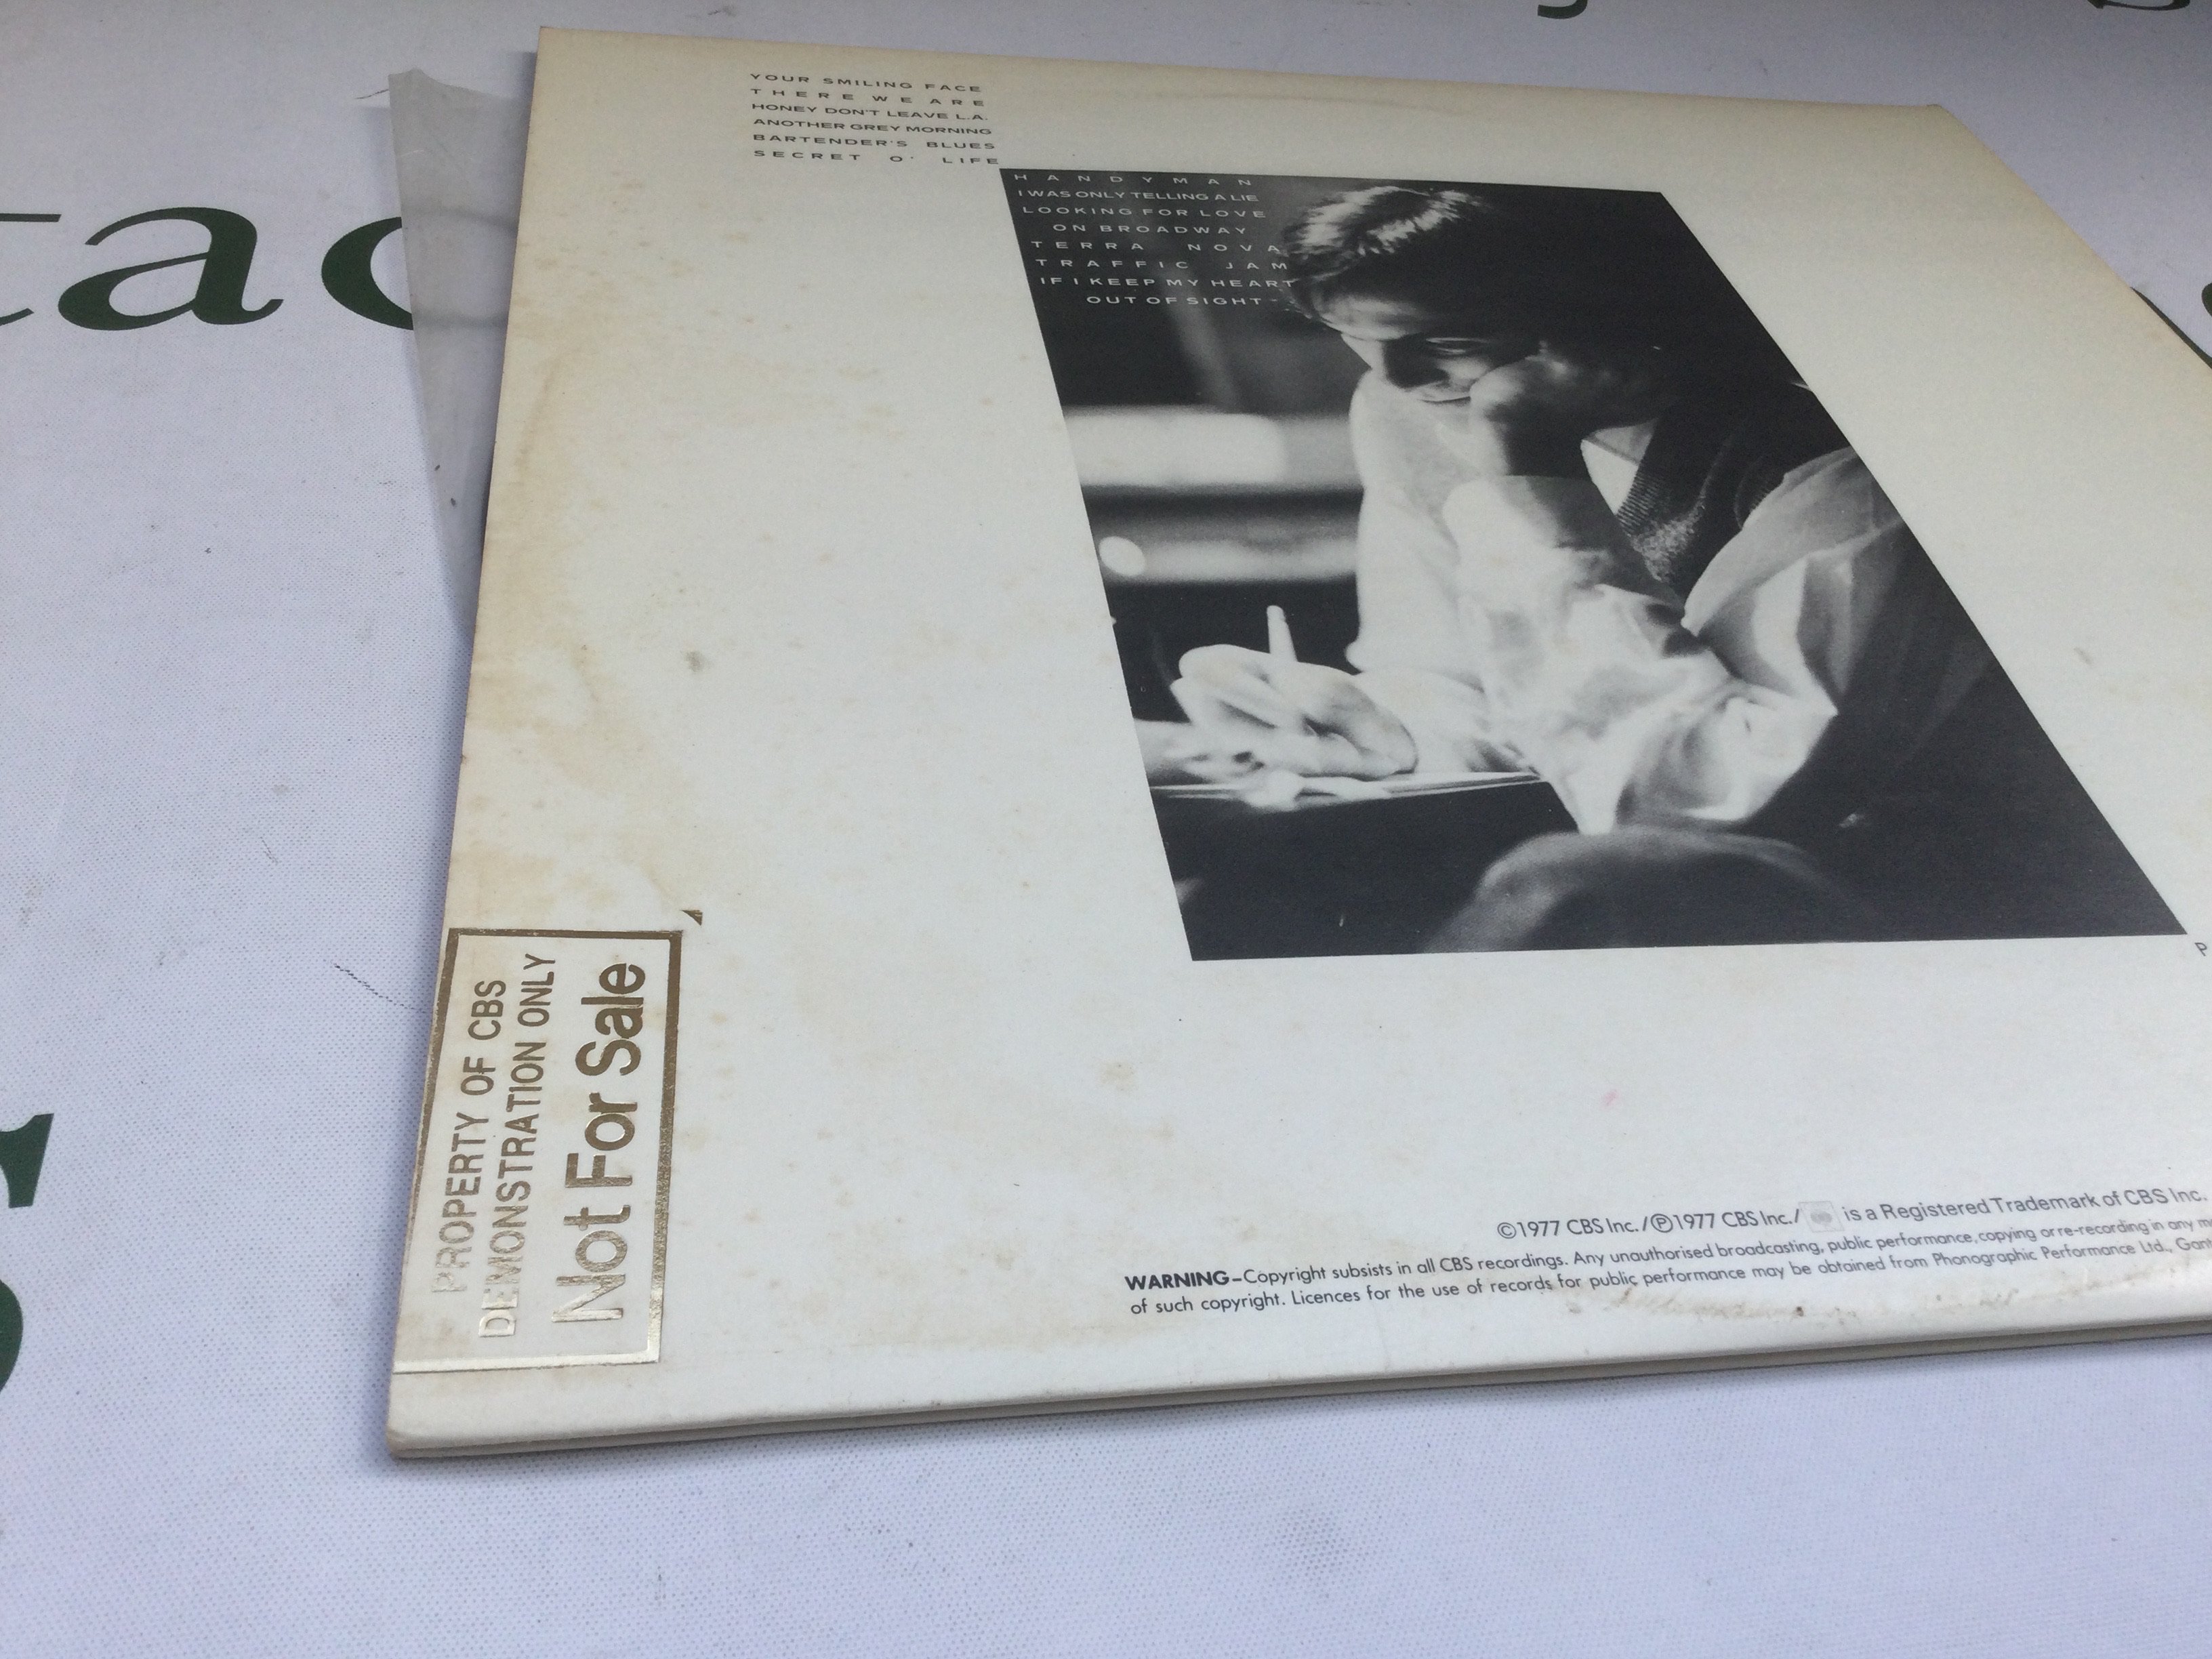 YOUR SMILING FACE
THERE WE ARE
HONEY DON'T LEAVE L.A.
ANOTHER GREY MORNING
BARTENDER'S BLUES
SECRET O' LIFE
HANDYMAN
I WAS ONLY TELLING A LIE
LOOKING FOR LOVE
ON BROADWAY
TERRA NOVA
TRAFFIC JAM
IF I KEEP MY HEART
OUT OF SIGHT
tac
PROPERTY OF CBS
DEMONSTRATION ONLY
Not For Sale
P
©1977 CBS Inc./℗1977 CBS Inc./ is a Registered Trademark of CBS Inc.
WARNING–Copyright subsists in all CBS recordings. Any unauthorised broadcasting, public performance, copying or re-recording in any
of such copyright. Licences for the use of records for public performance may be obtained from Phonographic Performance Ltd.,